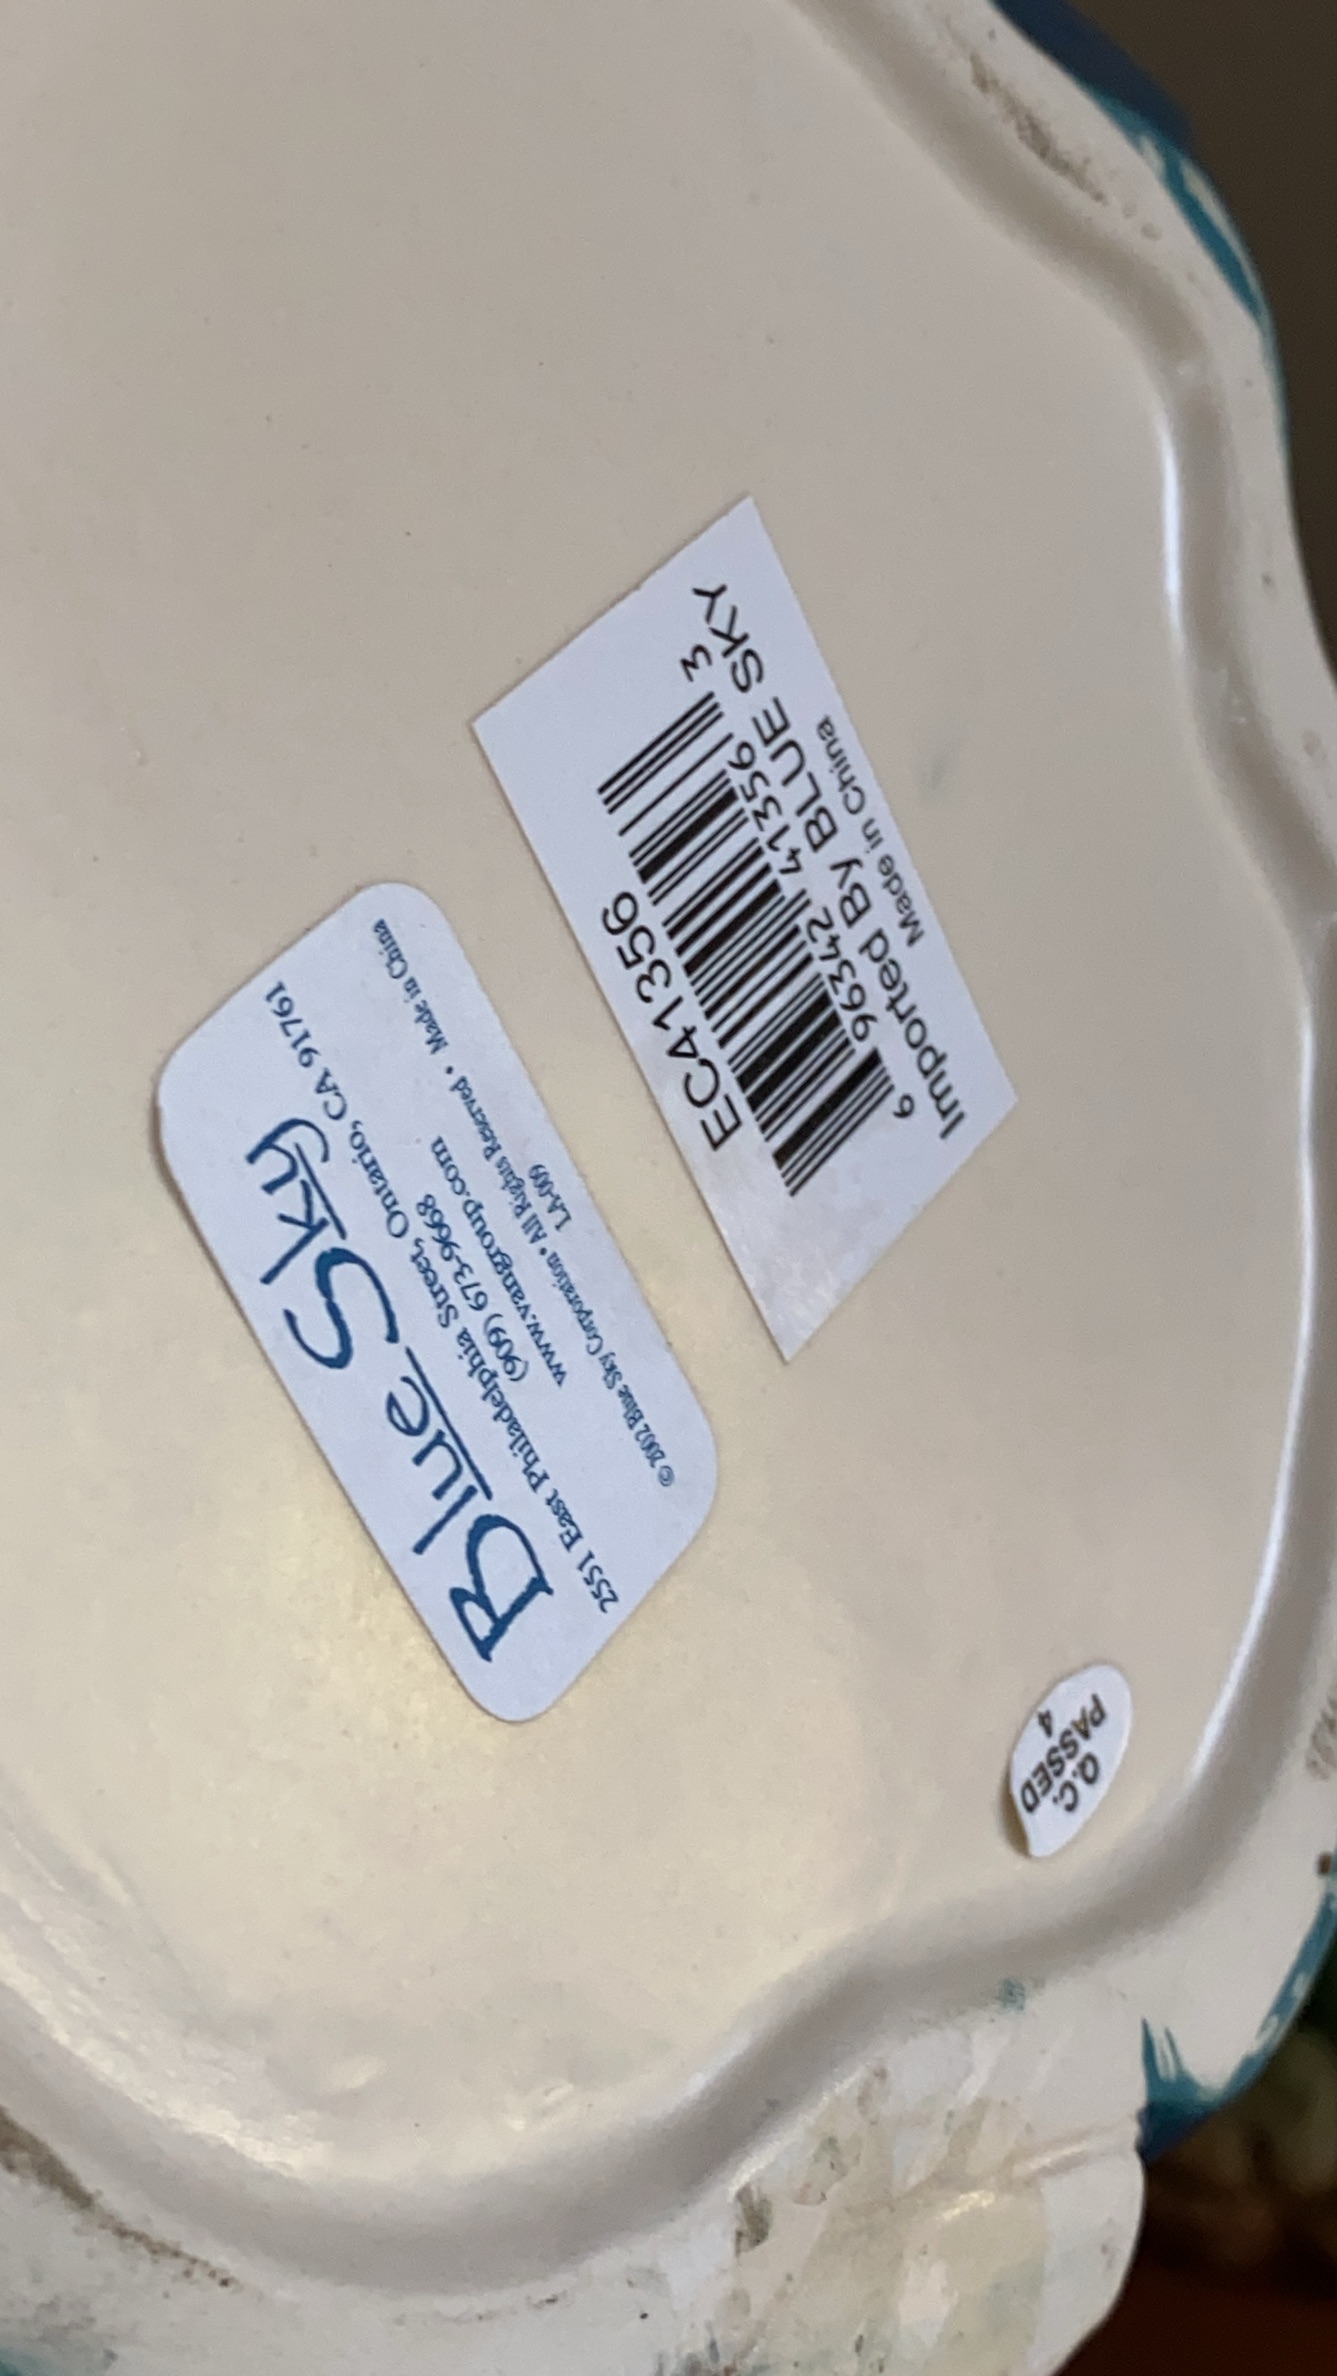 Blue Sky
2551 East Philadelphia Street, Ontario, CA 91761
(909) 673-9668
www.vangroup.com
© 2002 Blue Sky Corporation • All Rights Reserved • Made in China
LA-009
EC41356
6 96342 41356 3
Imported By BLUE SKY
Made in China
Q.C.
PASSED
4